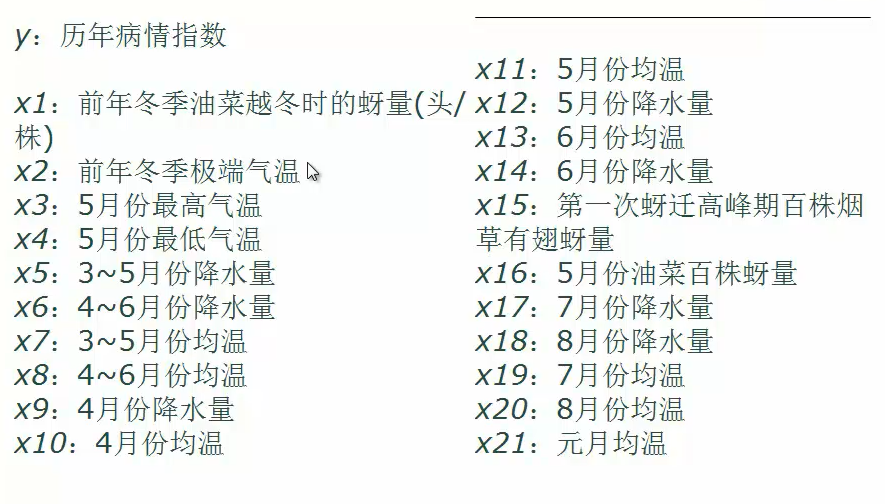 y：历年病情指数
x1：前年冬季油菜越冬时的蚜量(头/
株)
x2：前年冬季极端气温
x3：5月份最高气温
x4：5月份最低气温
x5：3~5月份降水量
x6：4~6月份降水量
x7：3~5月份均温
x8：4~6月份均温
x9：4月份降水量
x10：4月份均温
x11：5月份均温
x12：5月份降水量
x13：6月份均温
x14：6月份降水量
x15：第一次蚜迁高峰期百株烟
草有翅蚜量
x16：5月份油菜百株蚜量
x17：7月份降水量
x18：8月份降水量
x19：7月份均温
x20：8月份均温
x21：元月均温